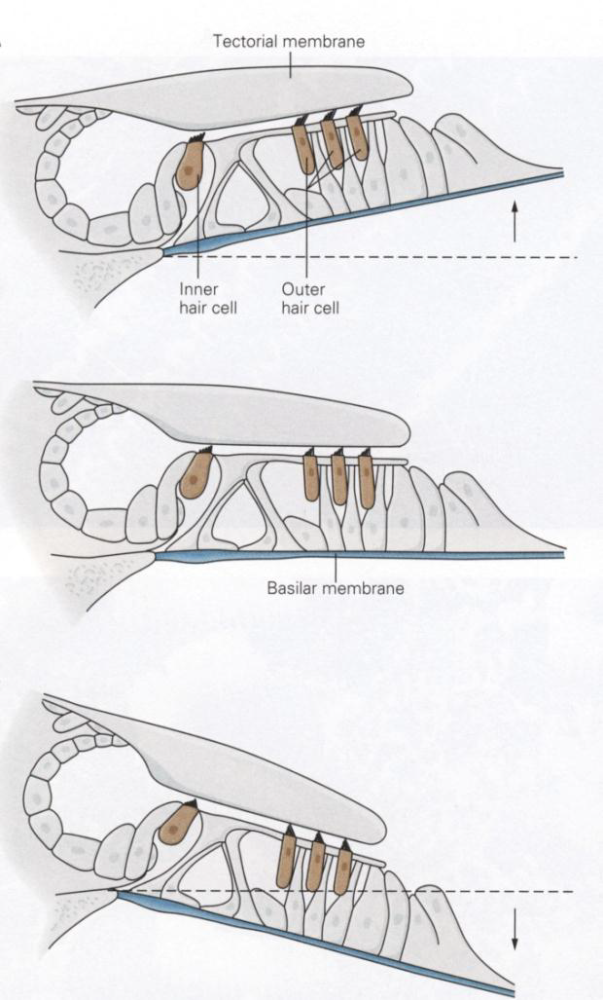 Tectorial membrane
Inner
hair cell
Outer
hair cell
Basilar membrane